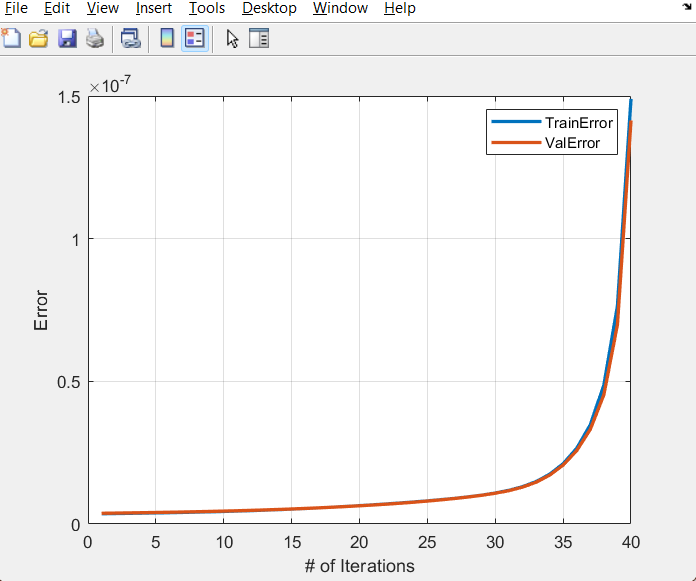 File Edit View Insert Tools Desktop Window Help
×10-7
1.5
TrainError
ValError
1
Error
0.5
0
0 5 10 15 20 25 30 35 40
# of Iterations